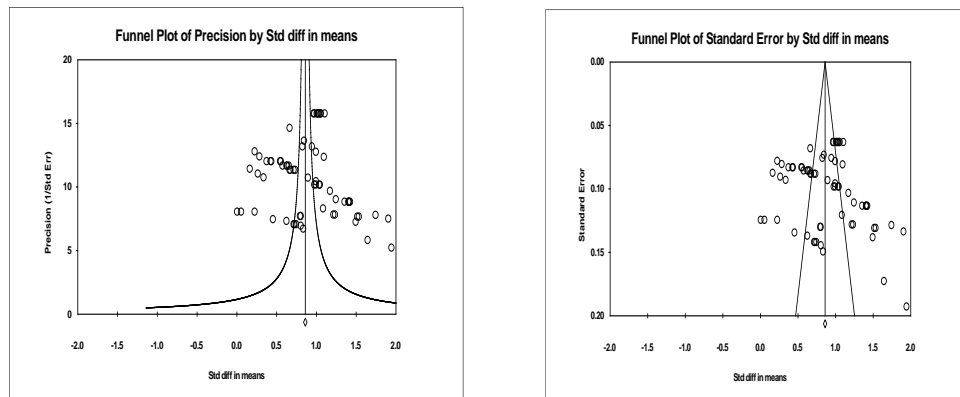 Funnel Plot of Precision by Std diff in means
20
15
10
5
0
Precision (1/Std Err)
-2.0 -1.5 -1.0 -0.5 0.0 0.5 1.0 1.5 2.0
Std diff in means
Funnel Plot of Standard Error by Std diff in means
0.00
0.05
0.10
0.15
0.20
Standard Error
-2.0 -1.5 -1.0 -0.5 0.0 0.5 1.0 1.5 2.0
Std diff in means